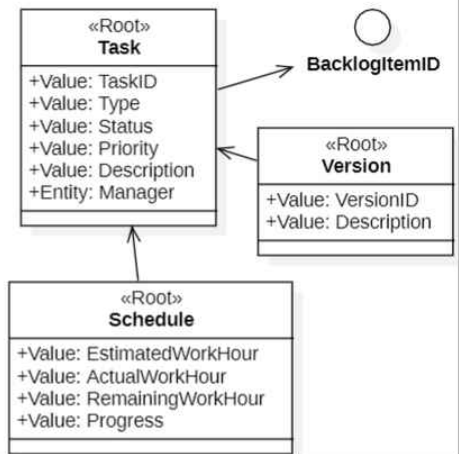 «Root»
Task
+Value: TaskID
+Value: Type
+Value: Status
+Value: Priority
+Value: Description
+Entity: Manager
BacklogItemID
«Root»
Version
+Value: VersionID
+Value: Description
«Root»
Schedule
+Value: EstimatedWorkHour
+Value: ActualWorkHour
+Value: RemainingWorkHour
+Value: Progress